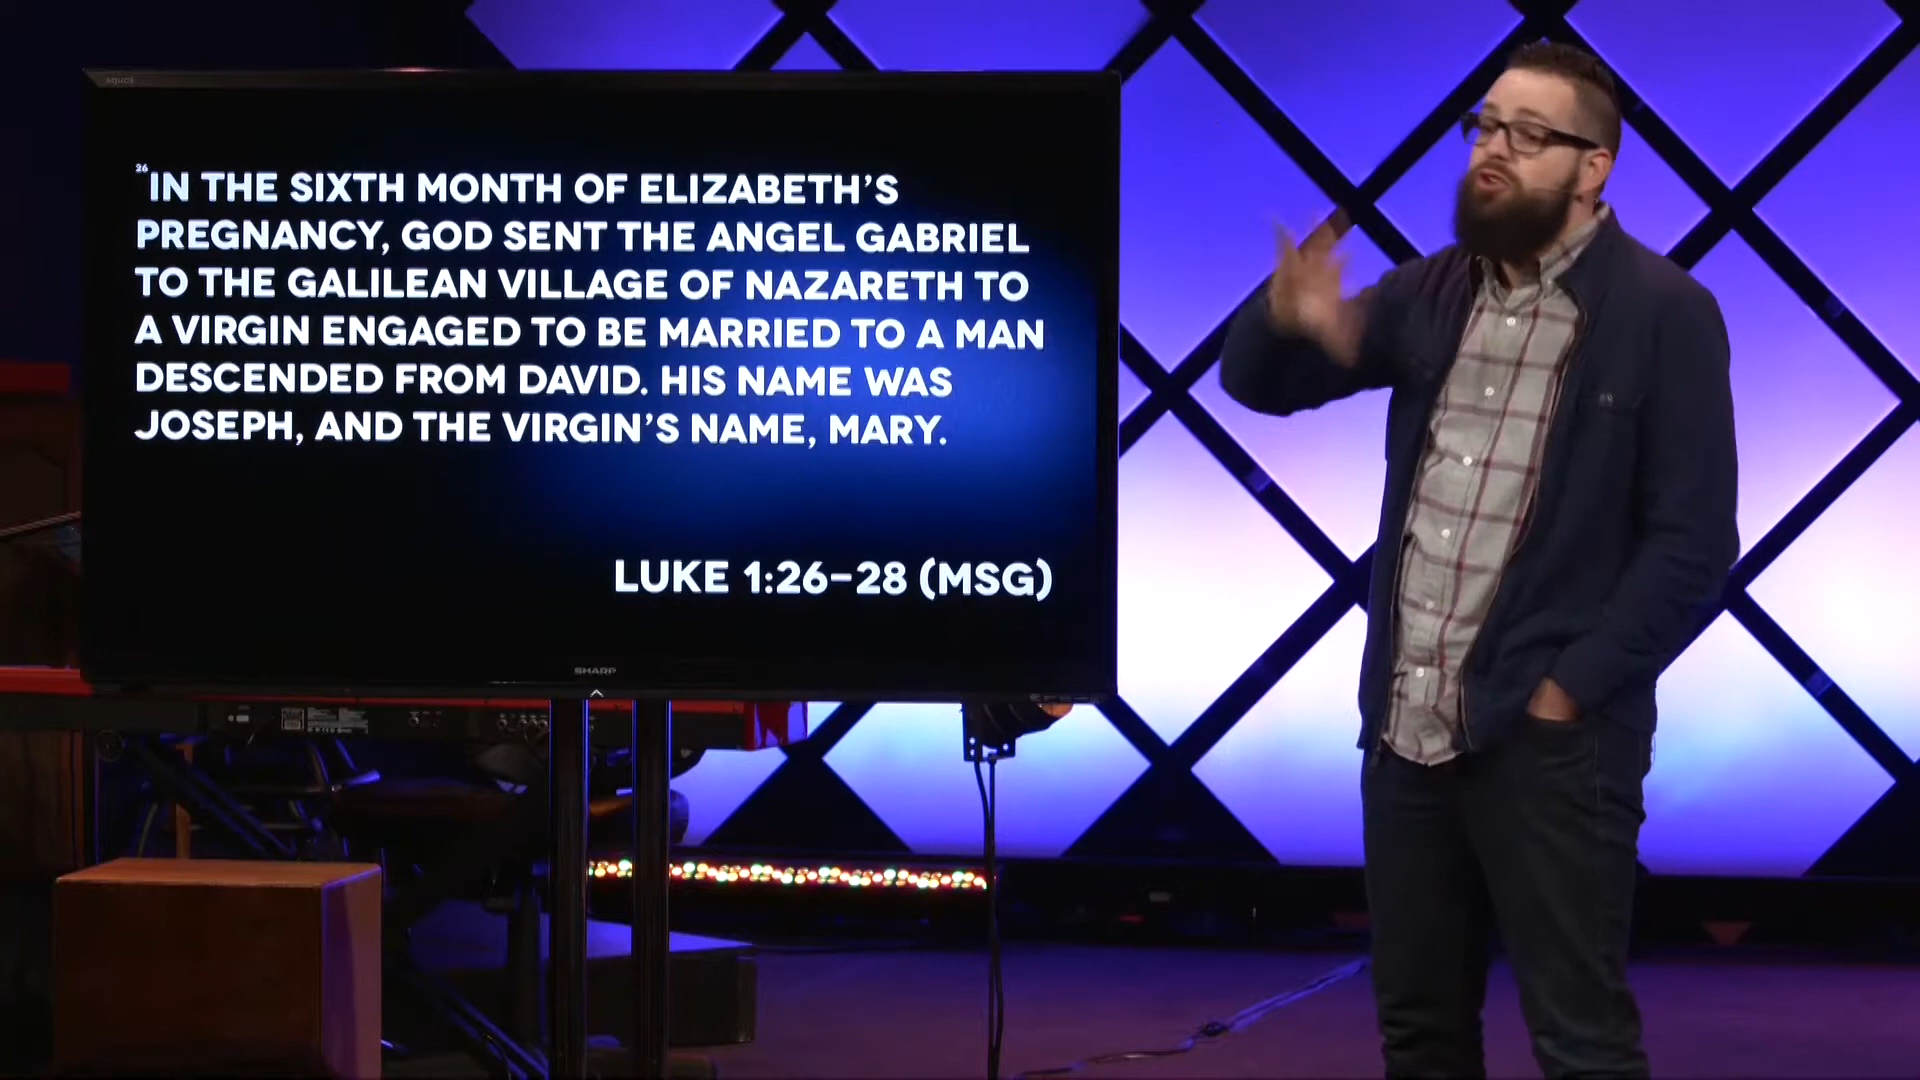 AQUOS
26IN THE SIXTH MONTH OF ELIZABETH’S
PREGNANCY, GOD SENT THE ANGEL GABRIEL
TO THE GALILEAN VILLAGE OF NAZARETH TO
A VIRGIN ENGAGED TO BE MARRIED TO A MAN
DESCENDED FROM DAVID. HIS NAME WAS
JOSEPH, AND THE VIRGIN’S NAME, MARY.
LUKE 1:26–28 (MSG)
SHARP